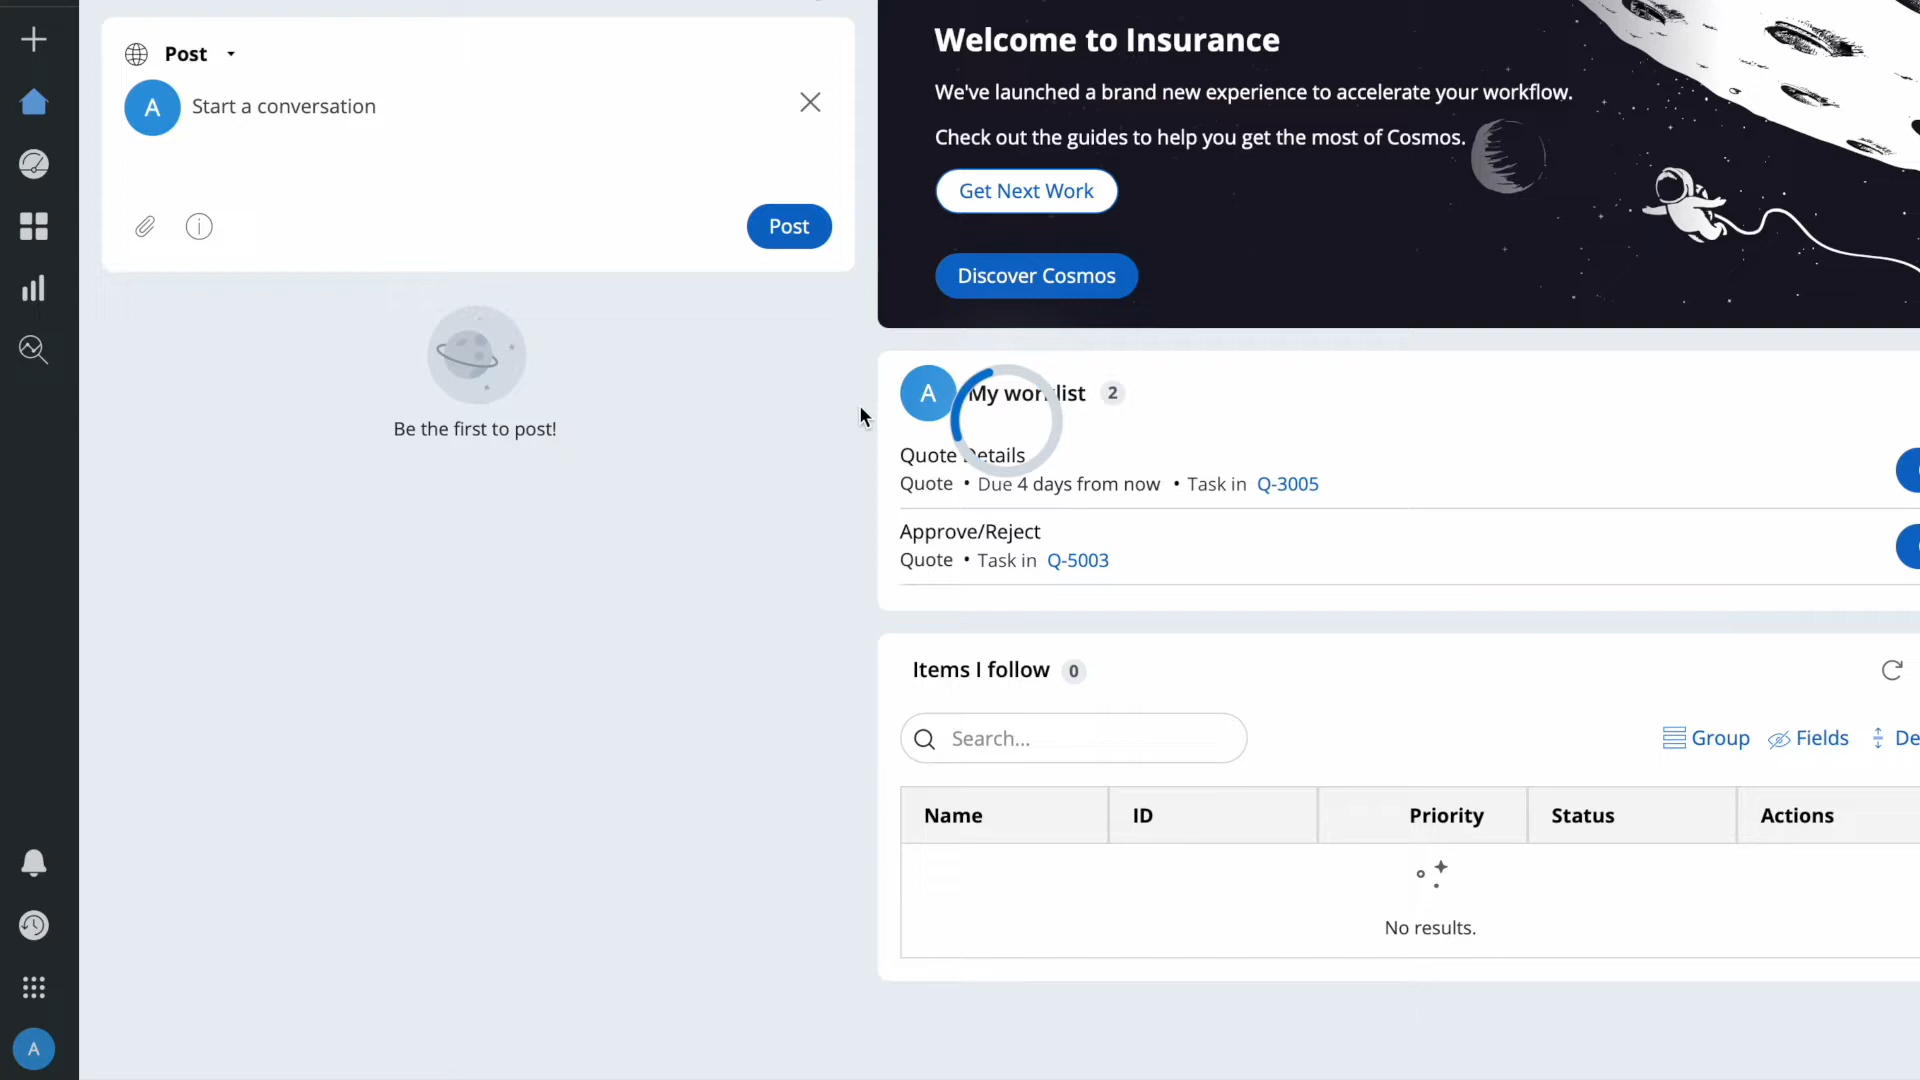 Post
A
Start a conversation
Post
Be the first to post!
Welcome to Insurance
We've launched a brand new experience to accelerate your workflow.
Check out the guides to help you get the most of Cosmos.
Get Next Work
Discover Cosmos
A
My worklist 2
Quote Details
Quote • Due 4 days from now • Task in Q-3005
Approve/Reject
Quote • Task in Q-5003
Items I follow 0
Search...
Group Fields De
Name ID Priority Status Actions
No results.
A